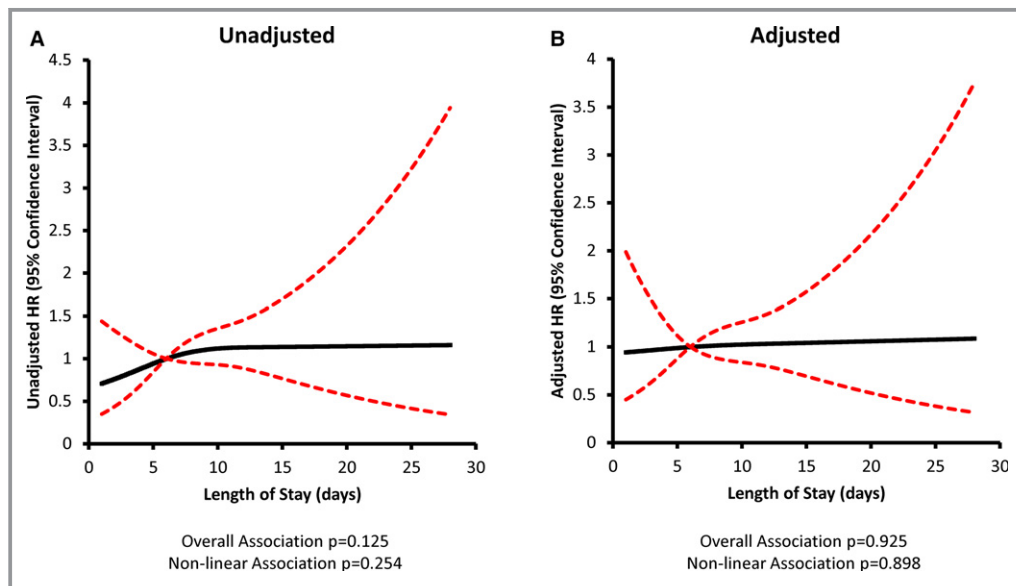 A
Unadjusted
Unadjusted HR (95% Confidence Interval)
4.5
4
3.5
3
2.5
2
1.5
1
0.5
0
0
5
10
15
20
25
30
Length of Stay (days)
Overall Association p=0.125
Non-linear Association p=0.254
B
Adjusted
Adjusted HR (95% Confidence Interval)
4
3.5
3
2.5
2
1.5
1
0.5
0
0
5
10
15
20
25
30
Length of Stay (days)
Overall Association p=0.925
Non-linear Association p=0.898